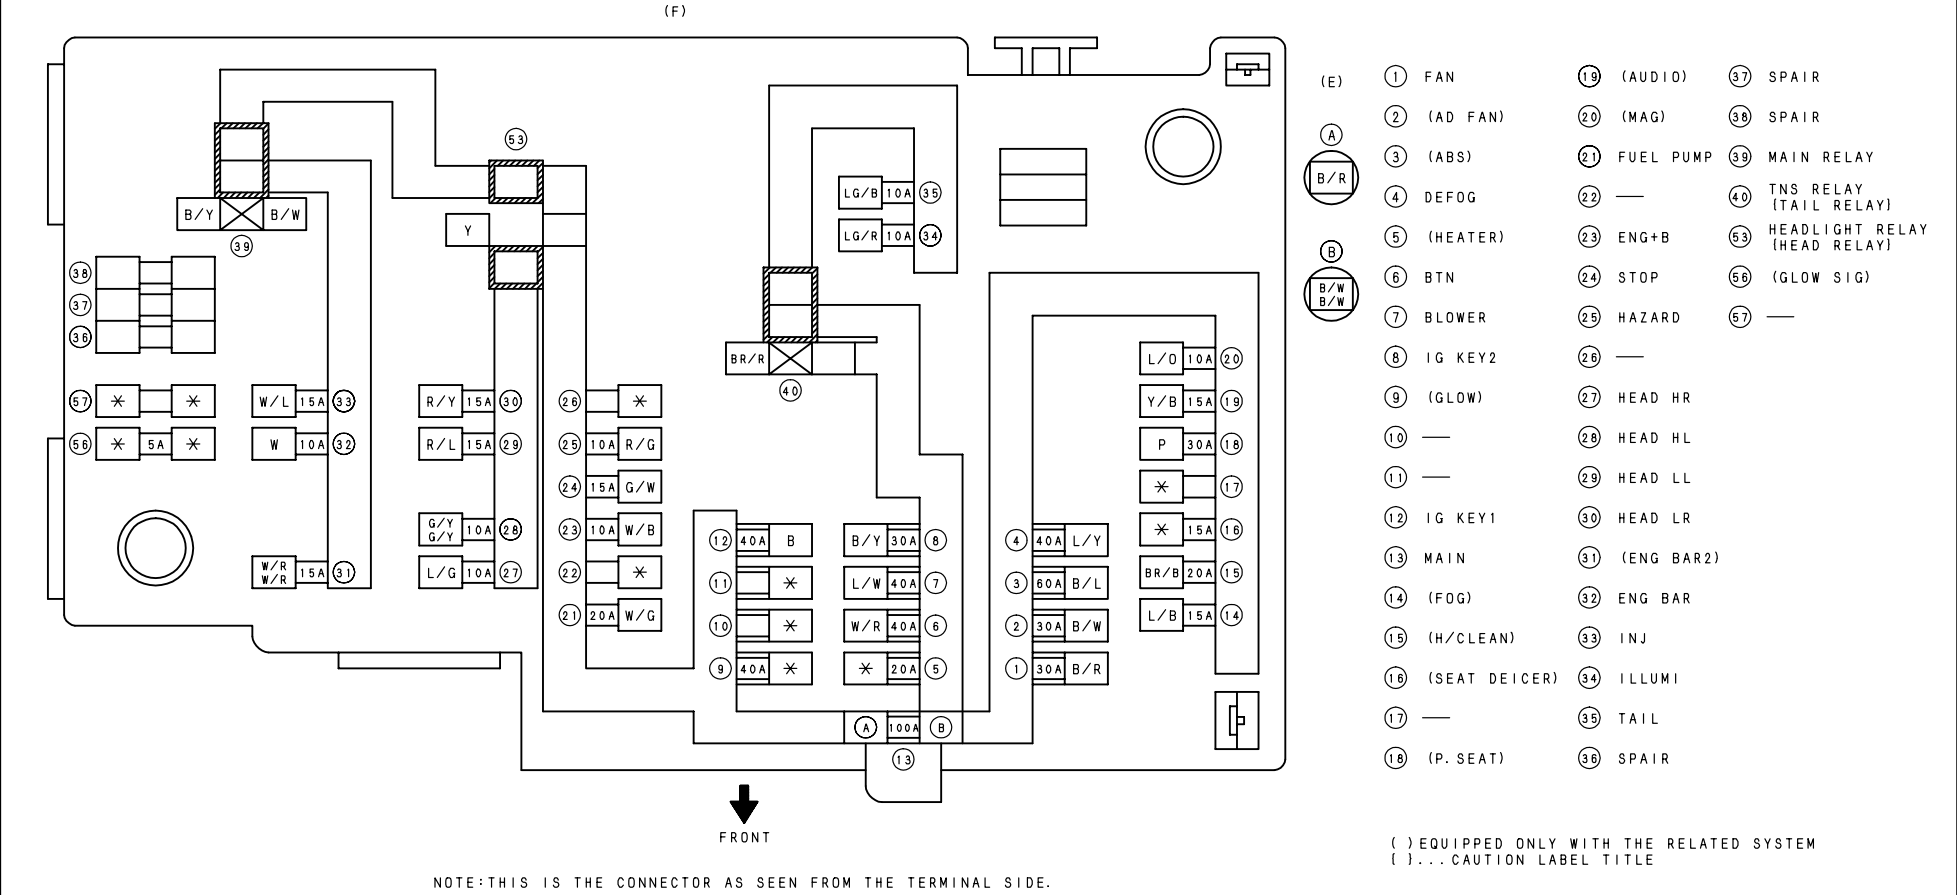 (F)
53
B/Y B/W
39
Y
LG/B 10A 35
LG/R 10A 34
38
37
36
BR/R
40
57 * *
56 * 5A *
W/L 15A 33
W 10A 32
W/R
W/R 15A 31
R/Y 15A 30
R/L 15A 29
G/Y
G/Y 10A 28
L/G 10A 27
26 *
25 10A R/G
24 15A G/W
23 10A W/B
22 *
21 20A W/G
12 40A B
11 *
10 *
9 40A *
B/Y 30A 8
L/W 40A 7
W/R 40A 6
* 20A 5
4 40A L/Y
3 60A B/L
2 30A B/W
1 30A B/R
L/O 10A 20
Y/B 15A 19
P 30A 18
* 17
* 15A 16
BR/B 20A 15
L/B 15A 14
A 100A B
13
FRONT
NOTE:THIS IS THE CONNECTOR AS SEEN FROM THE TERMINAL SIDE.
(E)
A
B/R
B
B/W
B/W
1 FAN
2 (AD FAN)
3 (ABS)
4 DEFOG
5 (HEATER)
6 BTN
7 BLOWER
8 IG KEY2
9 (GLOW)
10 —
11 —
12 IG KEY1
13 MAIN
14 (FOG)
15 (H/CLEAN)
16 (SEAT DEICER)
17 —
18 (P.SEAT)
19 (AUDIO)
20 (MAG)
21 FUEL PUMP
22 —
23 ENG+B
24 STOP
25 HAZARD
26 —
27 HEAD HR
28 HEAD HL
29 HEAD LL
30 HEAD LR
31 (ENG BAR2)
32 ENG BAR
33 INJ
34 ILLUMI
35 TAIL
36 SPAIR
37 SPAIR
38 SPAIR
39 MAIN RELAY
40 TNS RELAY
{TAIL RELAY}
53 HEADLIGHT RELAY
{HEAD RELAY}
56 (GLOW SIG)
57 —
( )EQUIPPED ONLY WITH THE RELATED SYSTEM
{ }...CAUTION LABEL TITLE